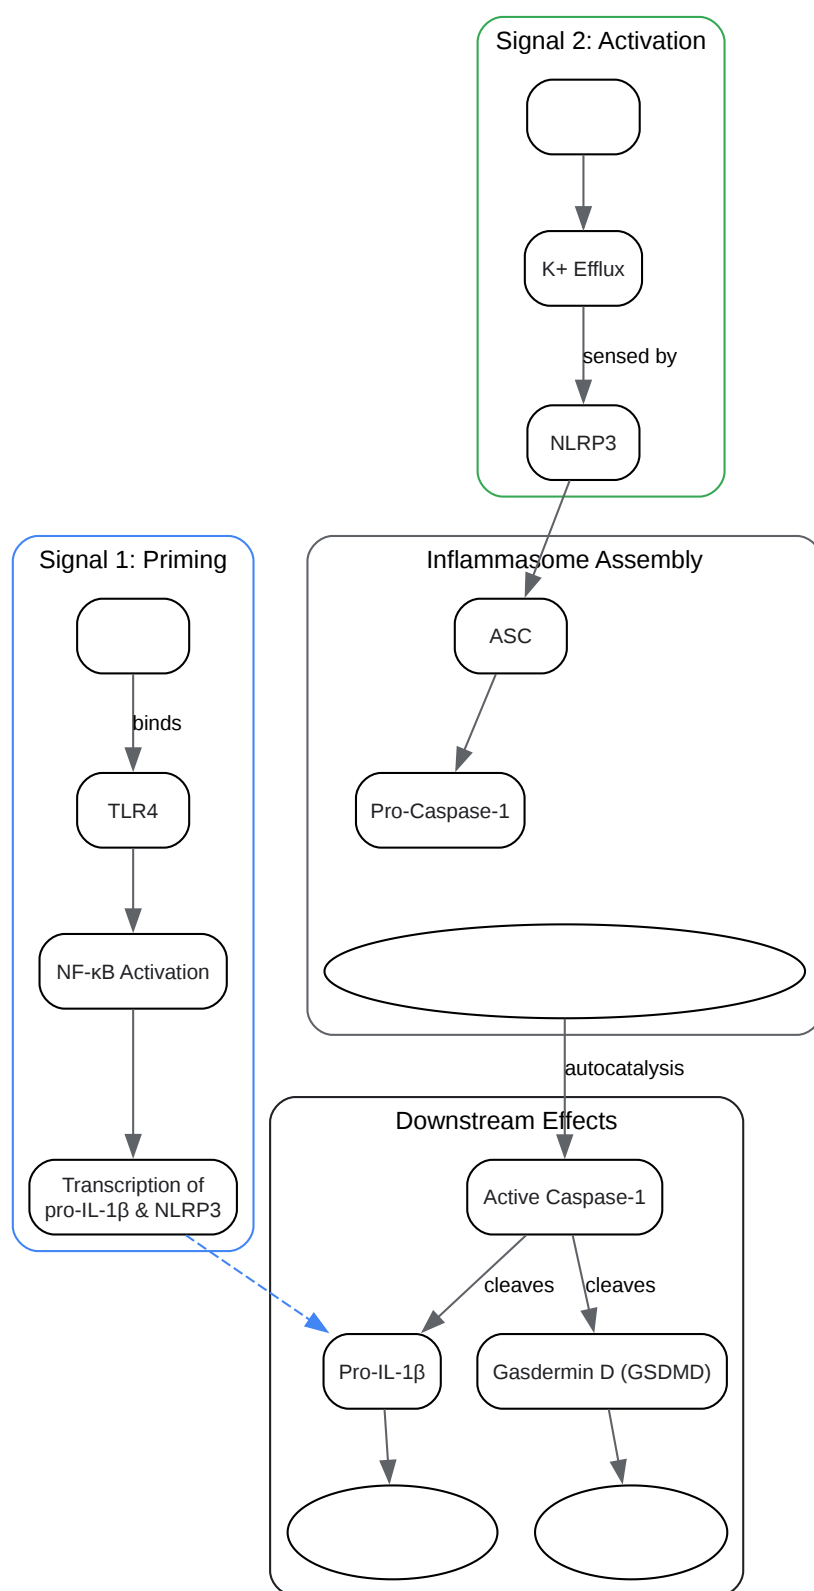 Signal 2: Activation
K+ Efflux
sensed by
NLRP3
Signal 1: Priming
binds
TLR4
NF-κB Activation
Transcription of
pro-IL-1β & NLRP3
Inflammasome Assembly
ASC
Pro-Caspase-1
autocatalysis
Downstream Effects
Active Caspase-1
cleaves
cleaves
Pro-IL-1β
Gasdermin D (GSDMD)